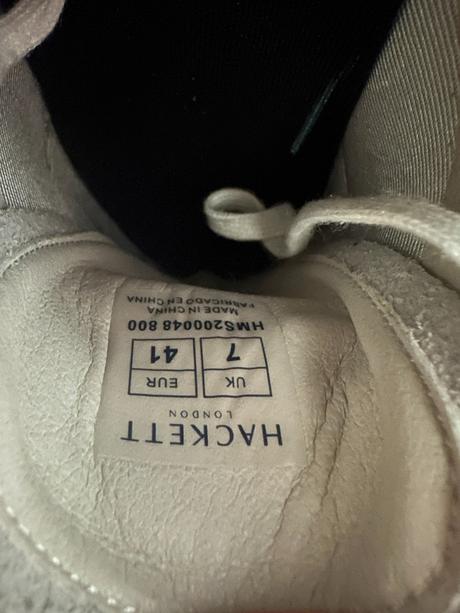 HACKETT
LONDON
UK EUR
7 41
HMS200048 800
MADE IN CHINA
FABRICADO EN CHINA